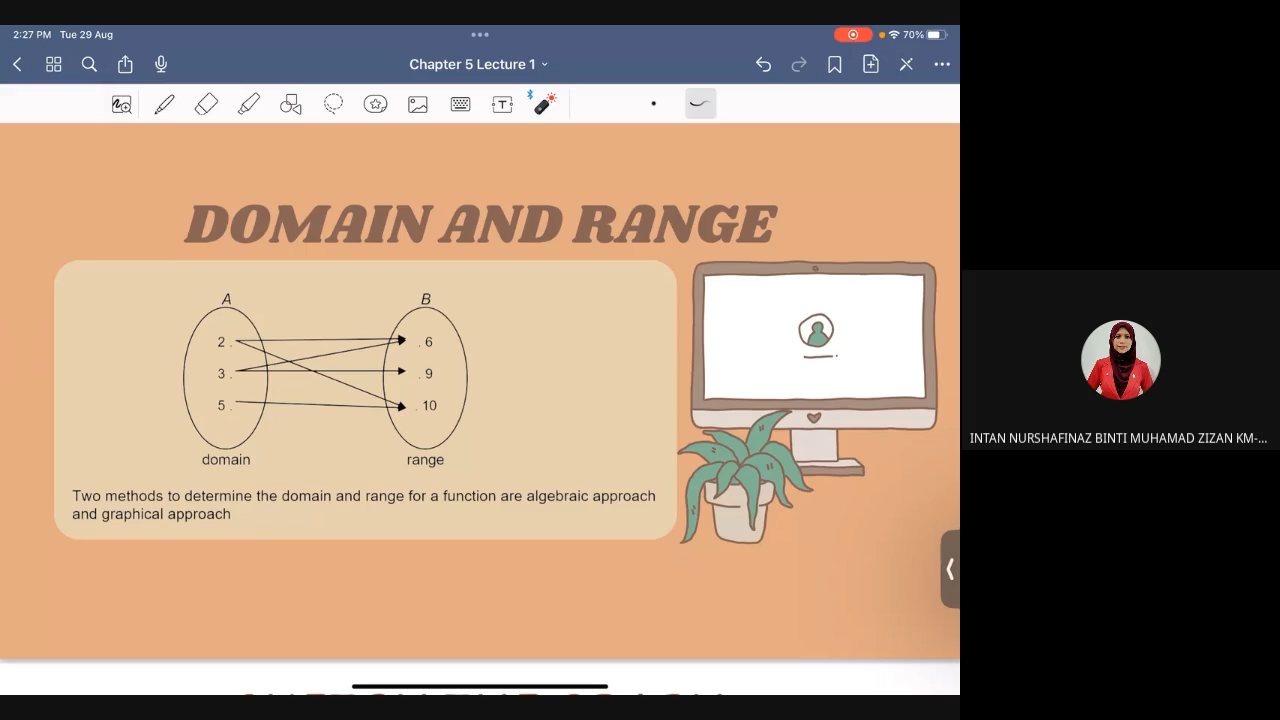 2:27 PM Tue 29 Aug
70%
Chapter 5 Lecture 1
T
DOMAIN AND RANGE
A B
2 . . 6
3 . . 9
5 . . 10
domain range
Two methods to determine the domain and range for a function are algebraic approach
and graphical approach
INTAN NURSHAFINAZ BINTI MUHAMAD ZIZAN KM-...